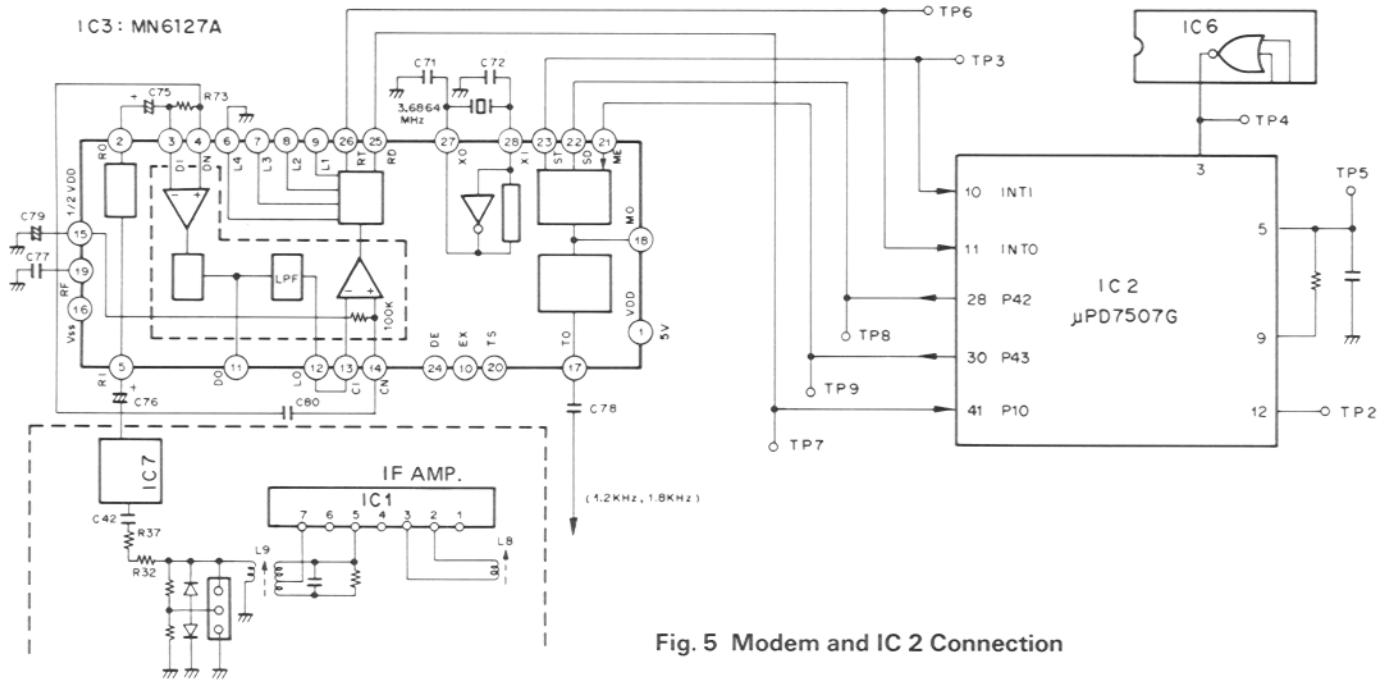 IC3: MN6127A
TP6
IC6
C71
C72
TP3
C75
R73
+
3.6864
MHz
TP4
2
3
4
6
7
8
9
26
25
27
28
23
22
21
RO
DI
DN
L4
L3
L2
L1
RT
RD
XO
XI
ST
SD
ME
3
TP5
1/2 VDD
10 INT1
5
C79
15
-
+
MO
18
11 INT0
C77
19
LPF
-
+
IC 2
µPD7507G
RF
28 P42
16
Vss
100K
VDD
1
5V
TP8
9
DE
EX
TS
TO
30 P43
5
11
12
13
14
24
10
20
17
RI
DO
LO
CI
CN
TP9
+
C76
C80
C78
41 P10
12
TP2
TP7
IC7
IF AMP.
IC1
(1.2KHz, 1.8KHz)
7 6 5 4 3 2 1
C42
R37
L9
L8
R32
Fig. 5 Modem and IC 2 Connection